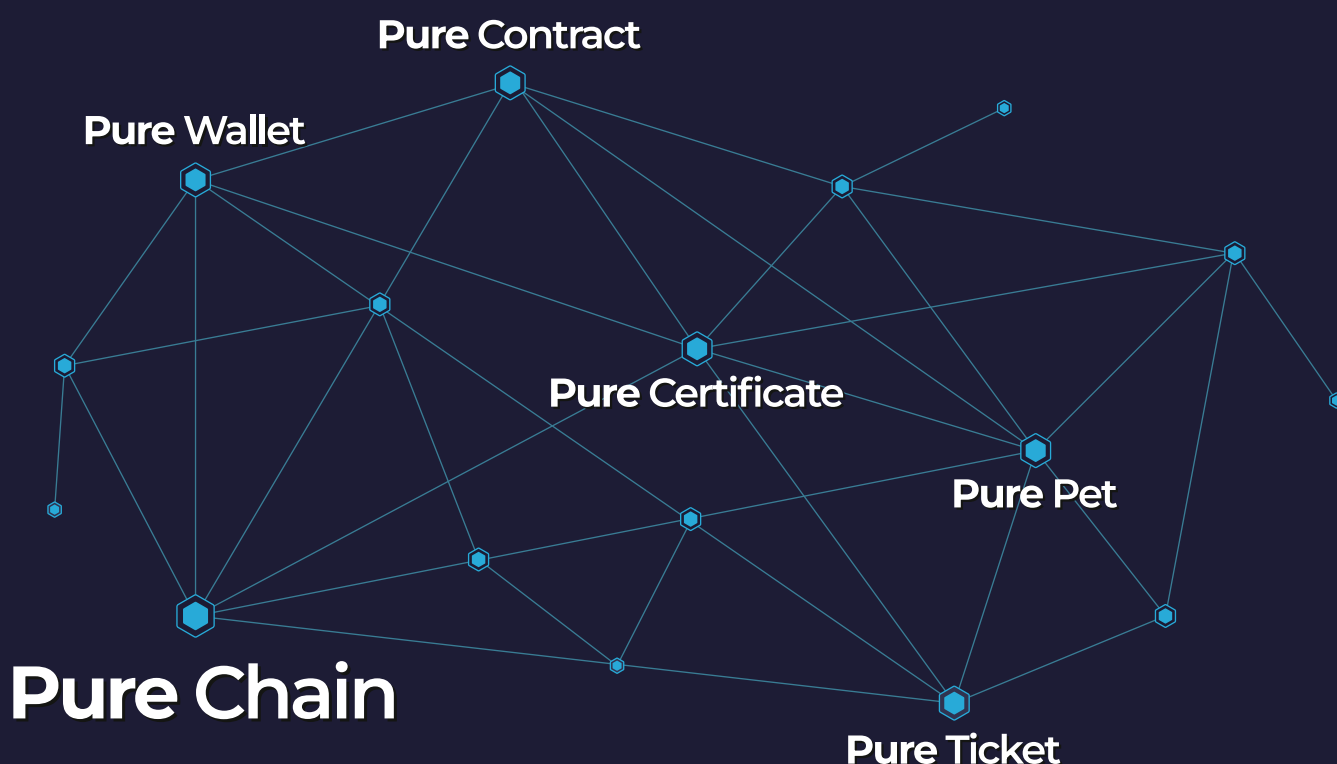 Pure Contract
Pure Wallet
Pure Certificate
Pure Pet
Pure Chain
Pure Ticket